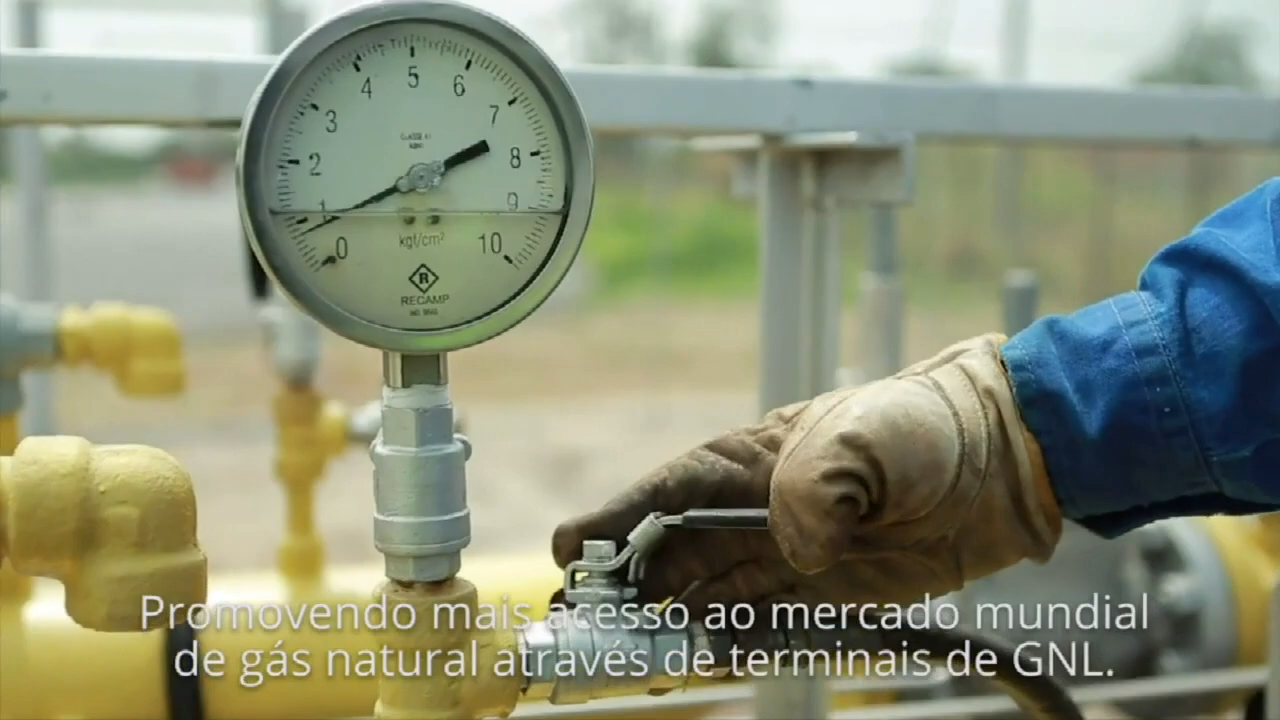 5
4
6
3
7
2
8
1
9
0
10
kgf/cm²
R
RECAMP
Promovendo mais acesso ao mercado mundial
de gás natural através de terminais de GNL.